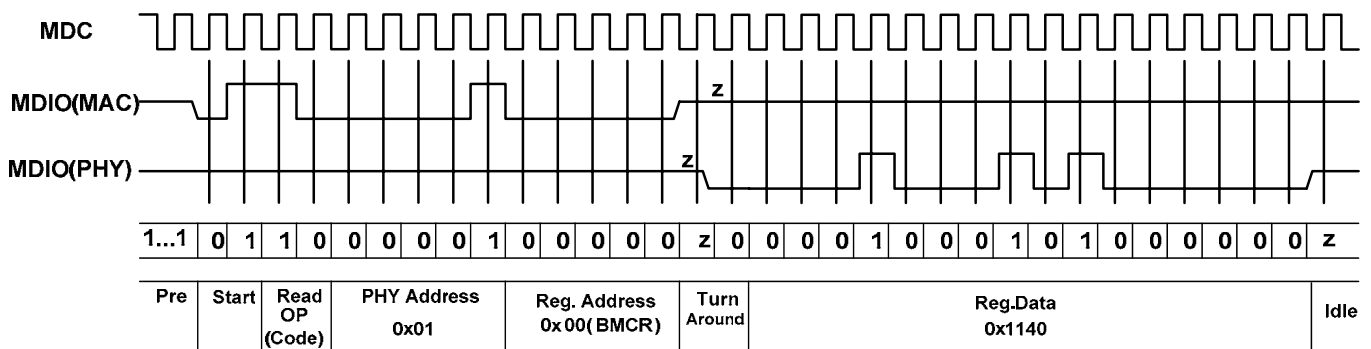 MDC
MDIO(MAC)
z
MDIO(PHY)
z
1...1 0 1 1 0 0 0 0 0 1 0 0 0 0 0 z 0 0 0 0 1 0 0 0 1 0 1 0 0 0 0 0 0 z
Pre
Start
Read
OP
(Code)
PHY Address
0x01
Reg. Address
0x00(BMCR)
Turn
Around
Reg.Data
0x1140
Idle